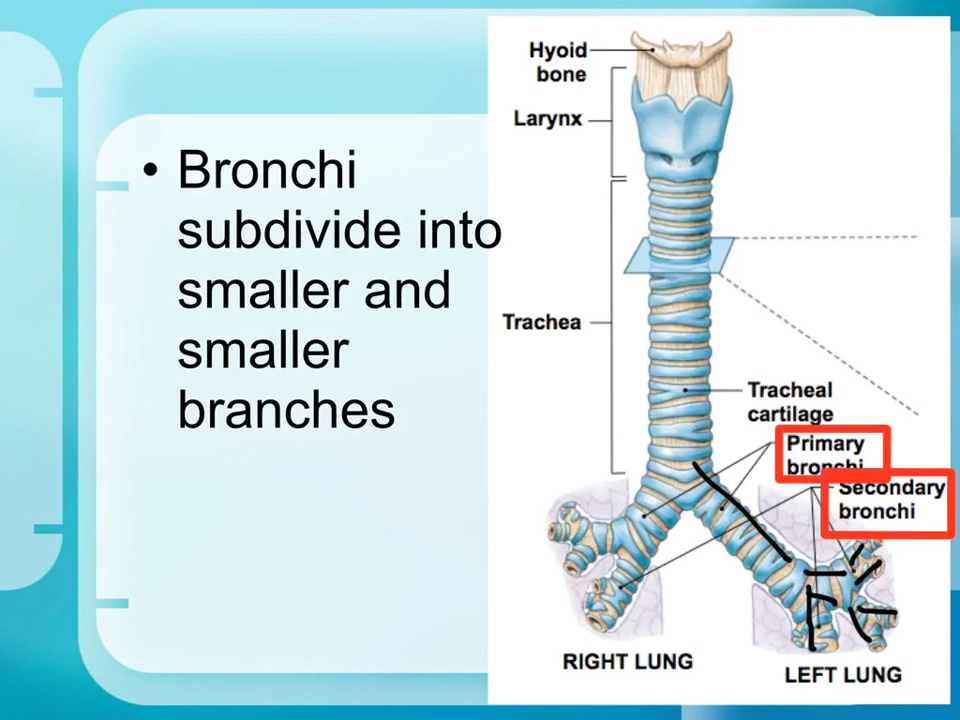 • Bronchi
subdivide into
smaller and
smaller
branches
Hyoid
bone
Larynx
Trachea
Tracheal
cartilage
Primary
bronchi
Secondary
bronchi
RIGHT LUNG
LEFT LUNG